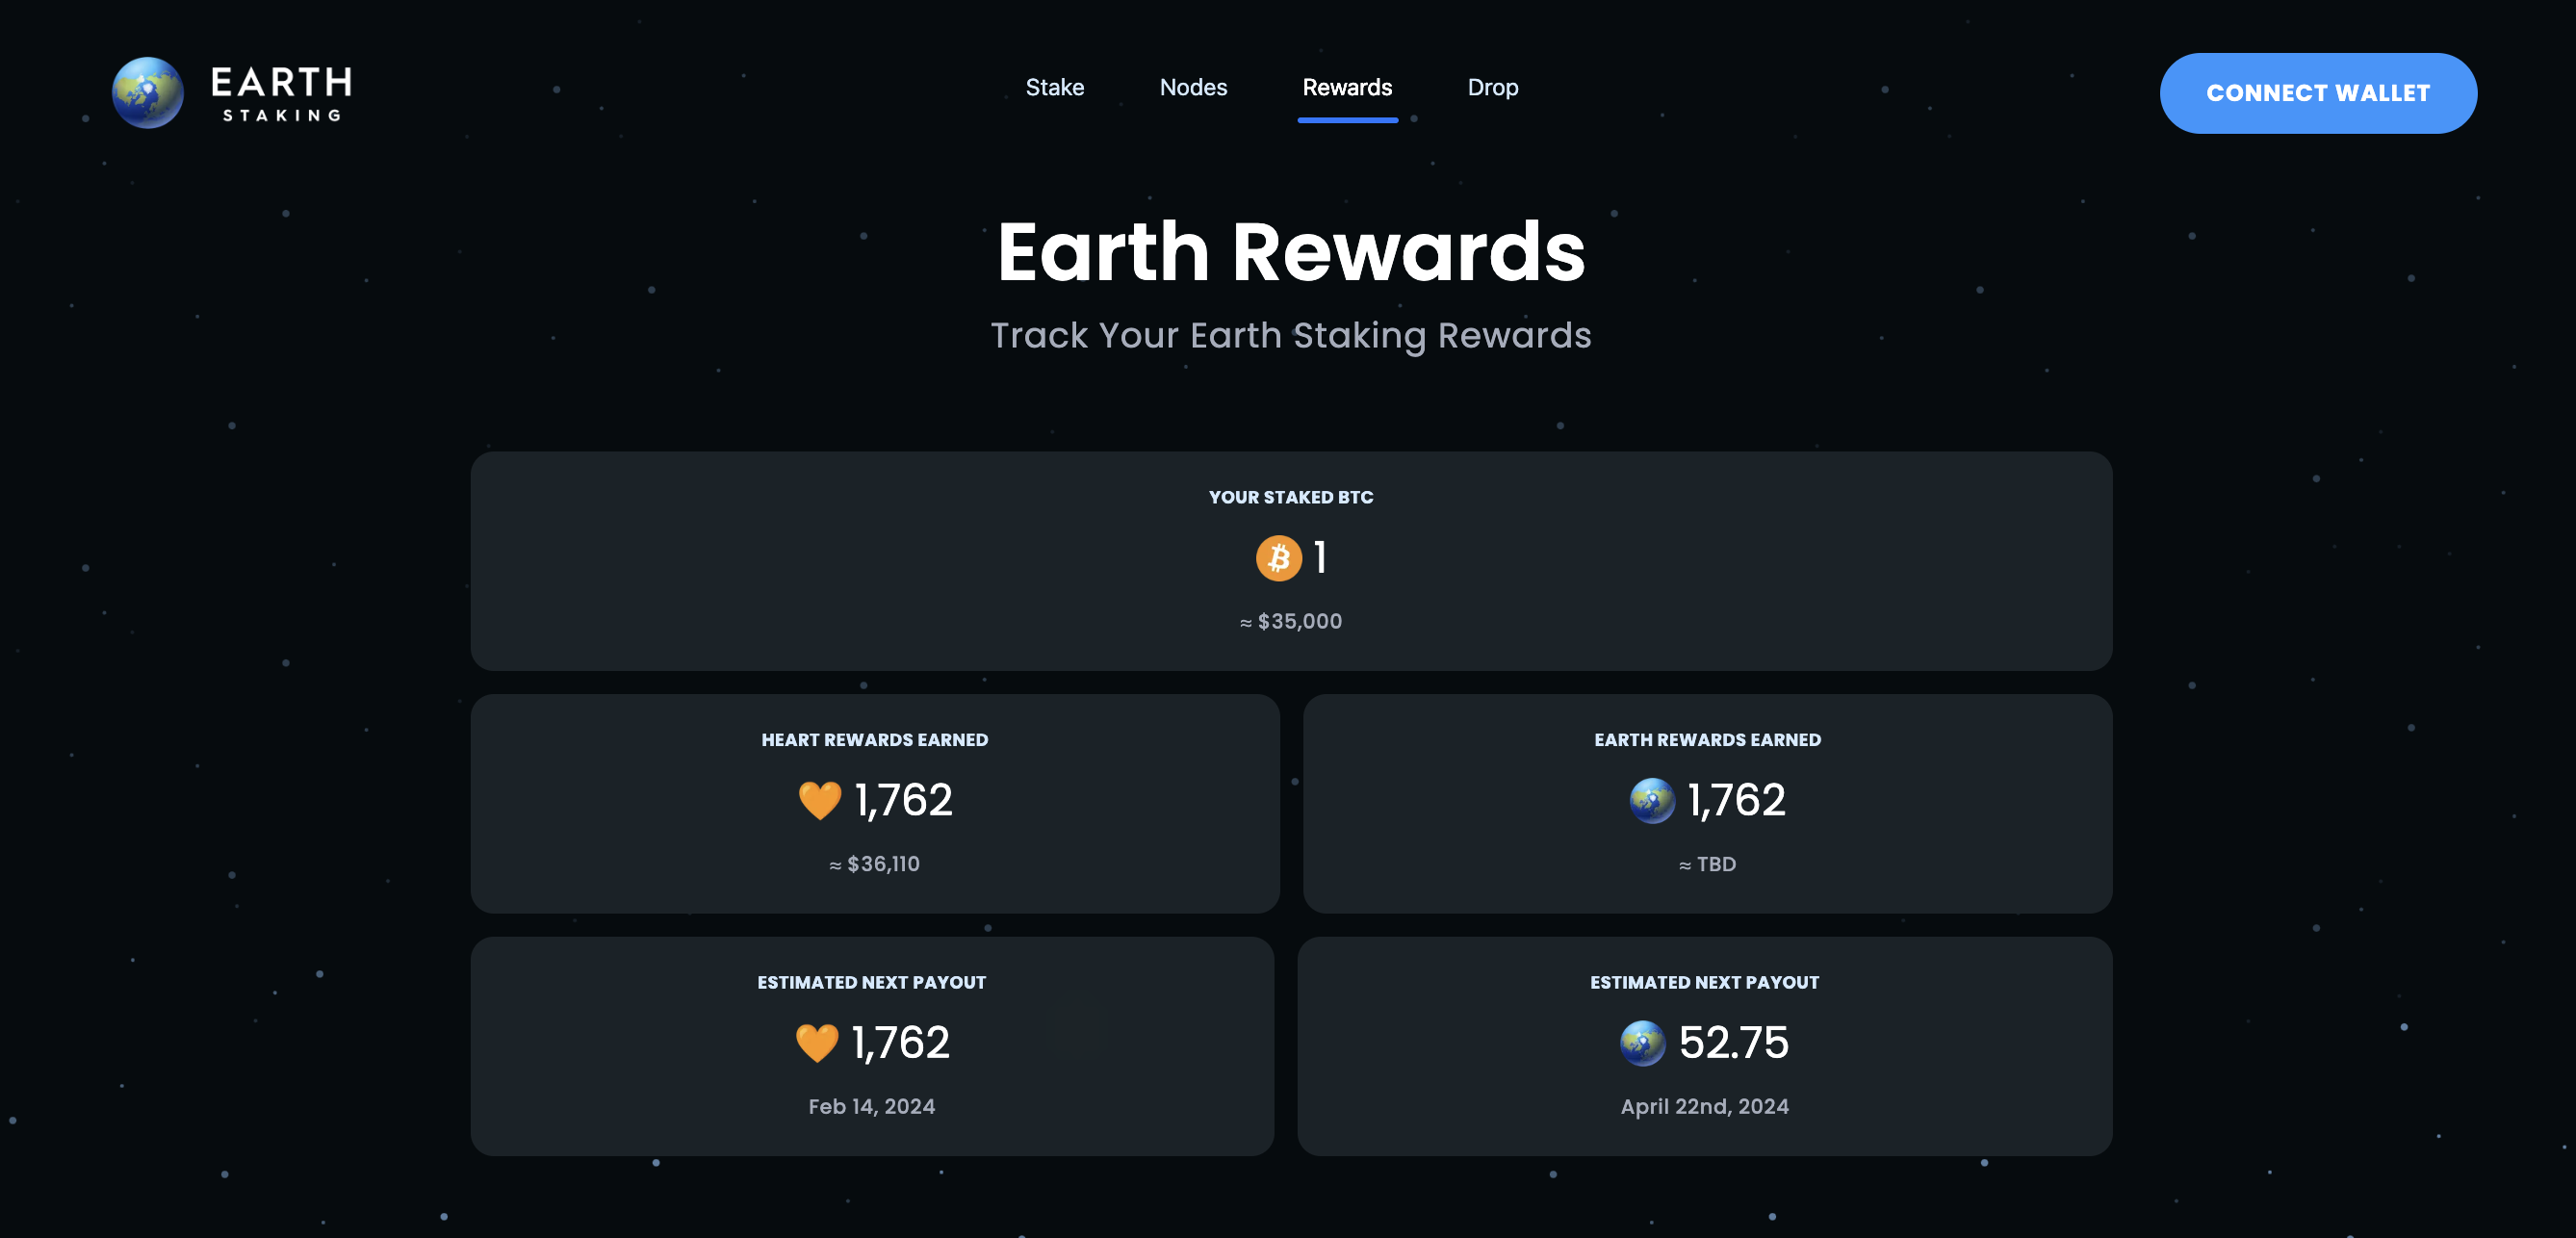 EARTH
STAKING
Stake
Nodes
Rewards
Drop
CONNECT WALLET
Earth Rewards
Track Your Earth Staking Rewards
YOUR STAKED BTC
1
≈ $35,000
HEART REWARDS EARNED
🧡 1,762
≈ $36,110
EARTH REWARDS EARNED
1,762
≈ TBD
ESTIMATED NEXT PAYOUT
🧡 1,762
Feb 14, 2024
ESTIMATED NEXT PAYOUT
52.75
April 22nd, 2024